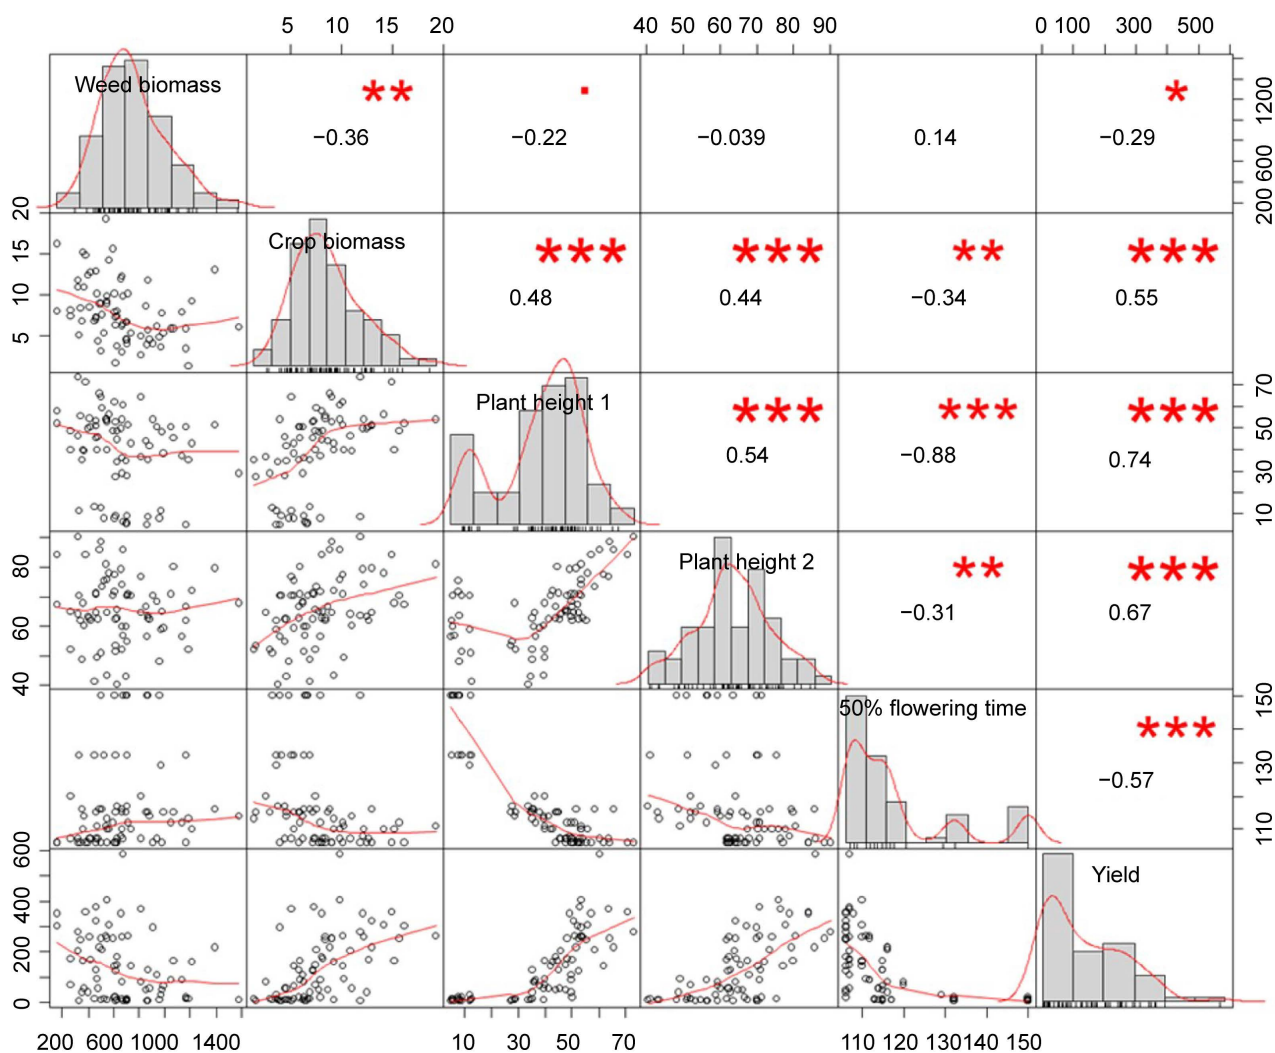 5 10 15 20 40 50 60 70 80 90 0 100 300 500
Weed biomass ** . *
−0.36 −0.22 −0.039 0.14 −0.29
200 600 1200
Crop biomass *** *** ** ***
0.48 0.44 −0.34 0.55
5 10 15 20
Plant height 1 *** *** ***
0.54 −0.88 0.74
10 30 50 70
Plant height 2 ** ***
−0.31 0.67
40 60 80
50% flowering time ***
−0.57
110 130 150
Yield
0 200 400 600
200 600 1000 1400 10 30 50 70 110 120 130 140 150